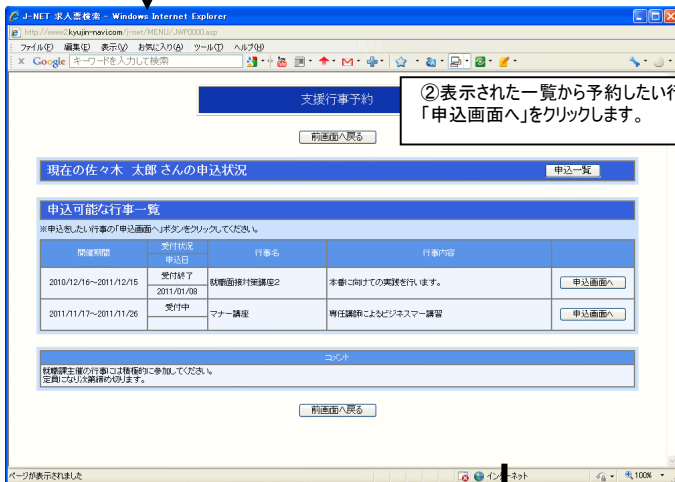 J-NET 求人票検索 - Windows Internet Explorer
http://www2.kyujin-navi.com/j-net/MENU/JWP0000.asp
ファイル(F) 編集(E) 表示(V) お気に入り(A) ツール(T) ヘルプ(H)
Google キーワードを入力して検索
支援行事予約
②表示された一覧から予約したい行
「申込画面へ」をクリックします。
前画面へ戻る
現在の佐々木 太郎 さんの申込状況 申込一覧
申込可能な行事一覧
※申込をしたい行事の「申込画面へ」ボタンをクリックしてください。
開催期間 受付状況 行事名 行事内容
申込日
2010/12/16～2011/12/15 受付終了 就職面接対策講座2 本番に向けての実践を行います。 申込画面へ
2011/01/08
2011/11/17～2011/11/26 受付中 マナー講座 専任講師によるビジネスマー講習 申込画面へ
コメント
就職課主催の行事には積極的に参加してください。
定員になり次第締め切ります。
前画面へ戻る
ページが表示されました インターネット 100%